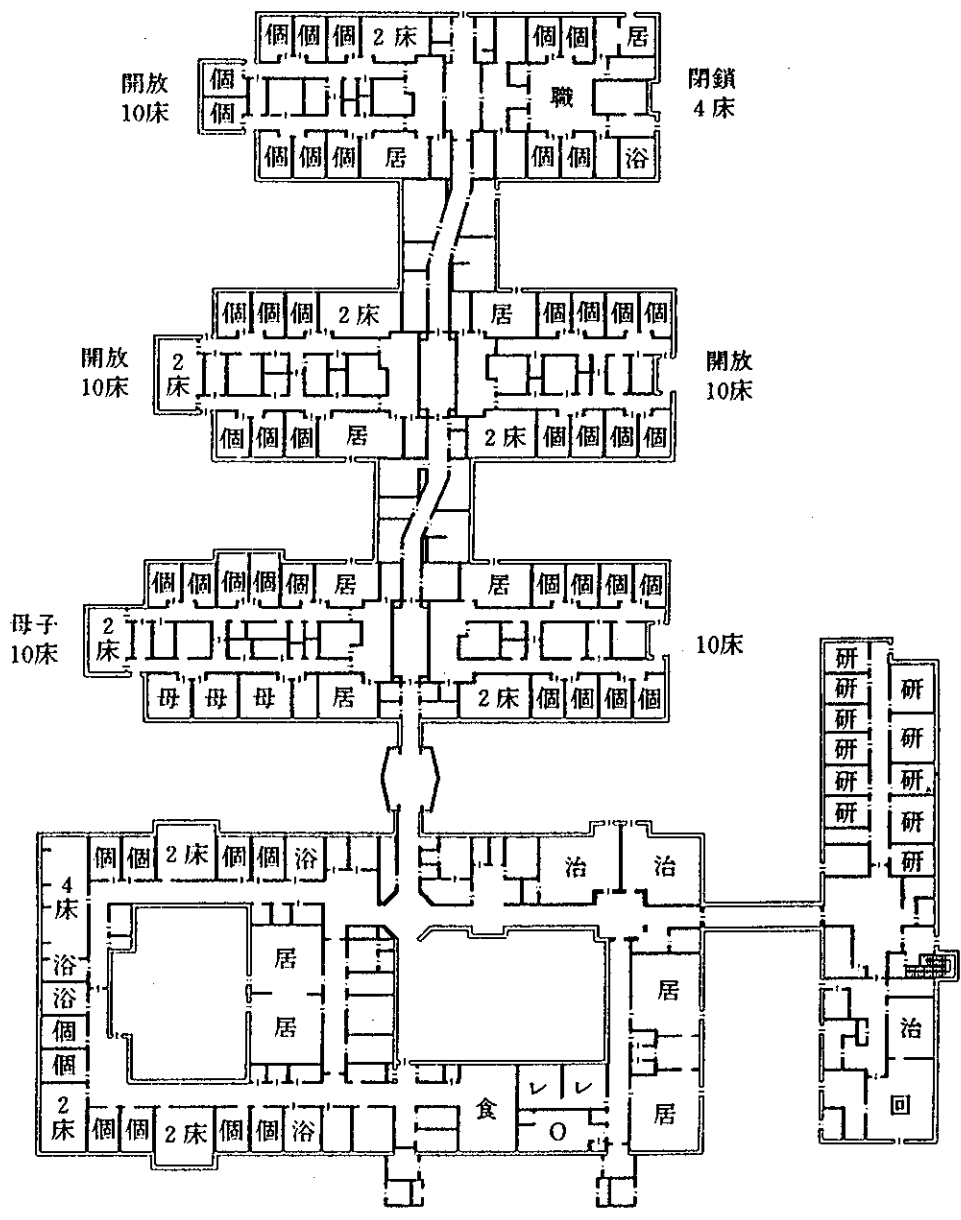 個 個 個 2床 個 個 居
開放
10床
個
個
職
閉鎖
4床
個 個 個 居 個 個 浴
個 個 個 2床 居 個 個 個 個
開放
10床
2床
開放
10床
個 個 個 居 2床 個 個 個 個
個 個 個 個 個 居 居 個 個 個 個
母子
10床
2床
10床
母 母 母 居 2床 個 個 個 個
研
研
研
研
研
研
研
研
研
研
研
個 個 2床 個 個 浴 治 治
4床
浴
浴
個
個
2床
居
居
居
居
治
回
食
レ レ
O
個 個 2床 個 個 浴